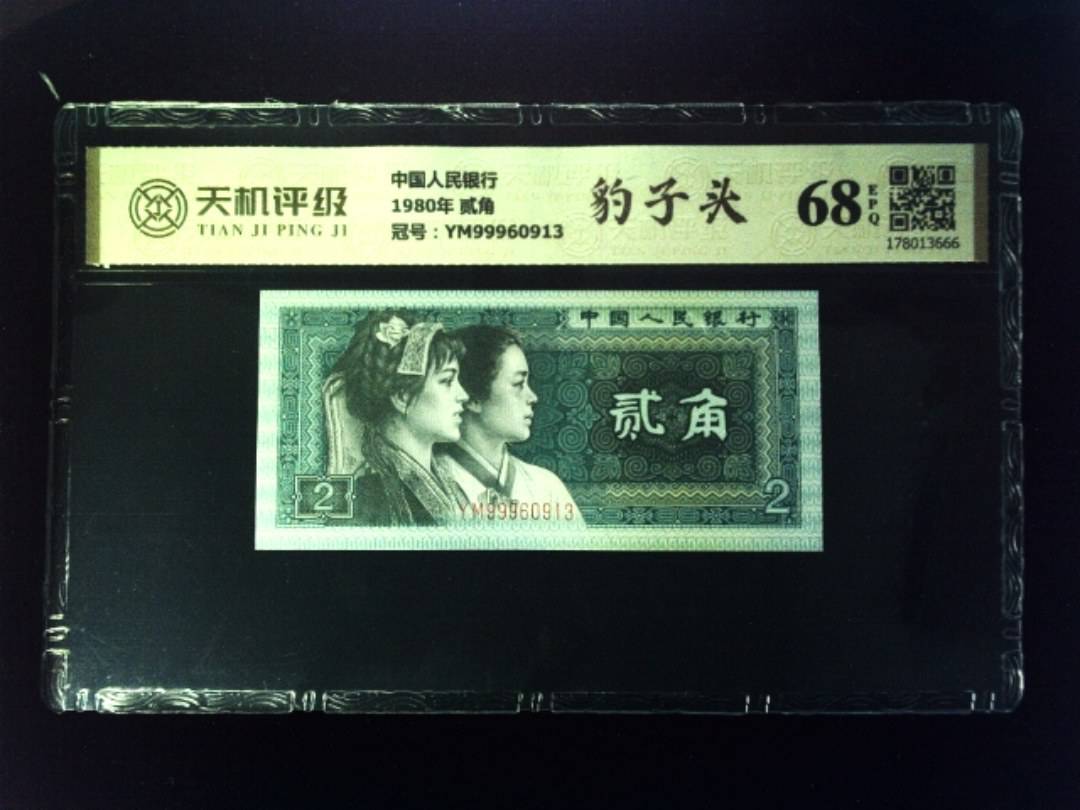 天机评级
TIAN JI PING JI
中国人民银行
1980年 贰角
冠号：YM99960913
豹子头
68
EPQ
178013666
中国人民银行
贰角
2
2
YM99960913